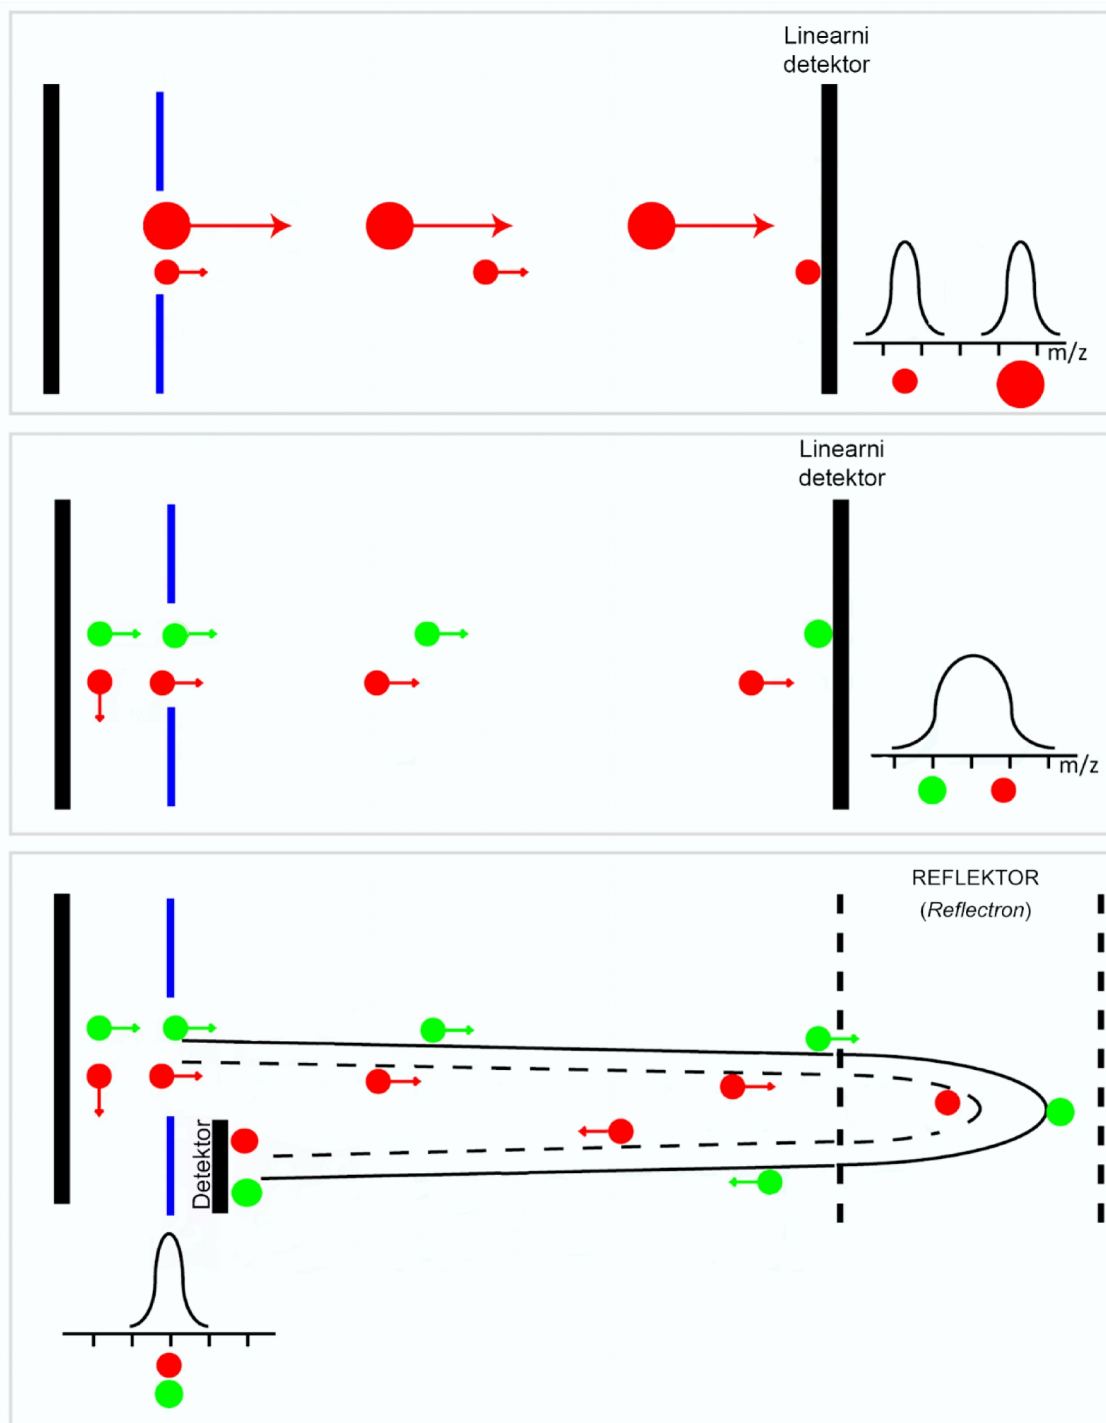 Linearni
detektor
m/z
Linearni
detektor
m/z
REFLEKTOR
(Reflectron)
Detektor